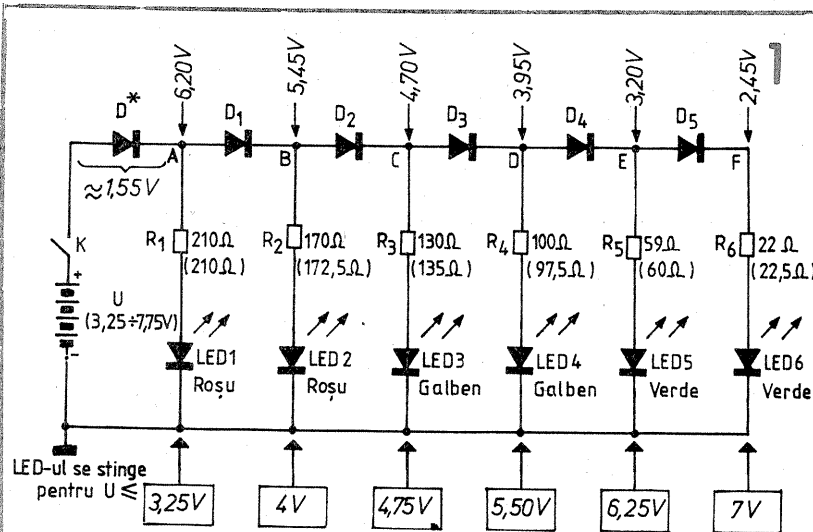 6,20V 5,45V 4,70V 3,95V 3,20V 2,45V 1
D* D1 D2 D3 D4 D5
A B C D E F
≈1,55V
K
R1 210Ω R2 170Ω R3 130Ω R4 100Ω R5 59Ω R6 22Ω
(210Ω) (172,5Ω) (135Ω) (97,5Ω) (60Ω) (22,5Ω)
+
U
(3,25÷7,75V)
-
LED1 LED2 LED3 LED4 LED5 LED6
Roșu Roșu Galben Galben Verde Verde
LED-ul se stinge
pentru U ≤
3,25V 4V 4,75V 5,50V 6,25V 7V